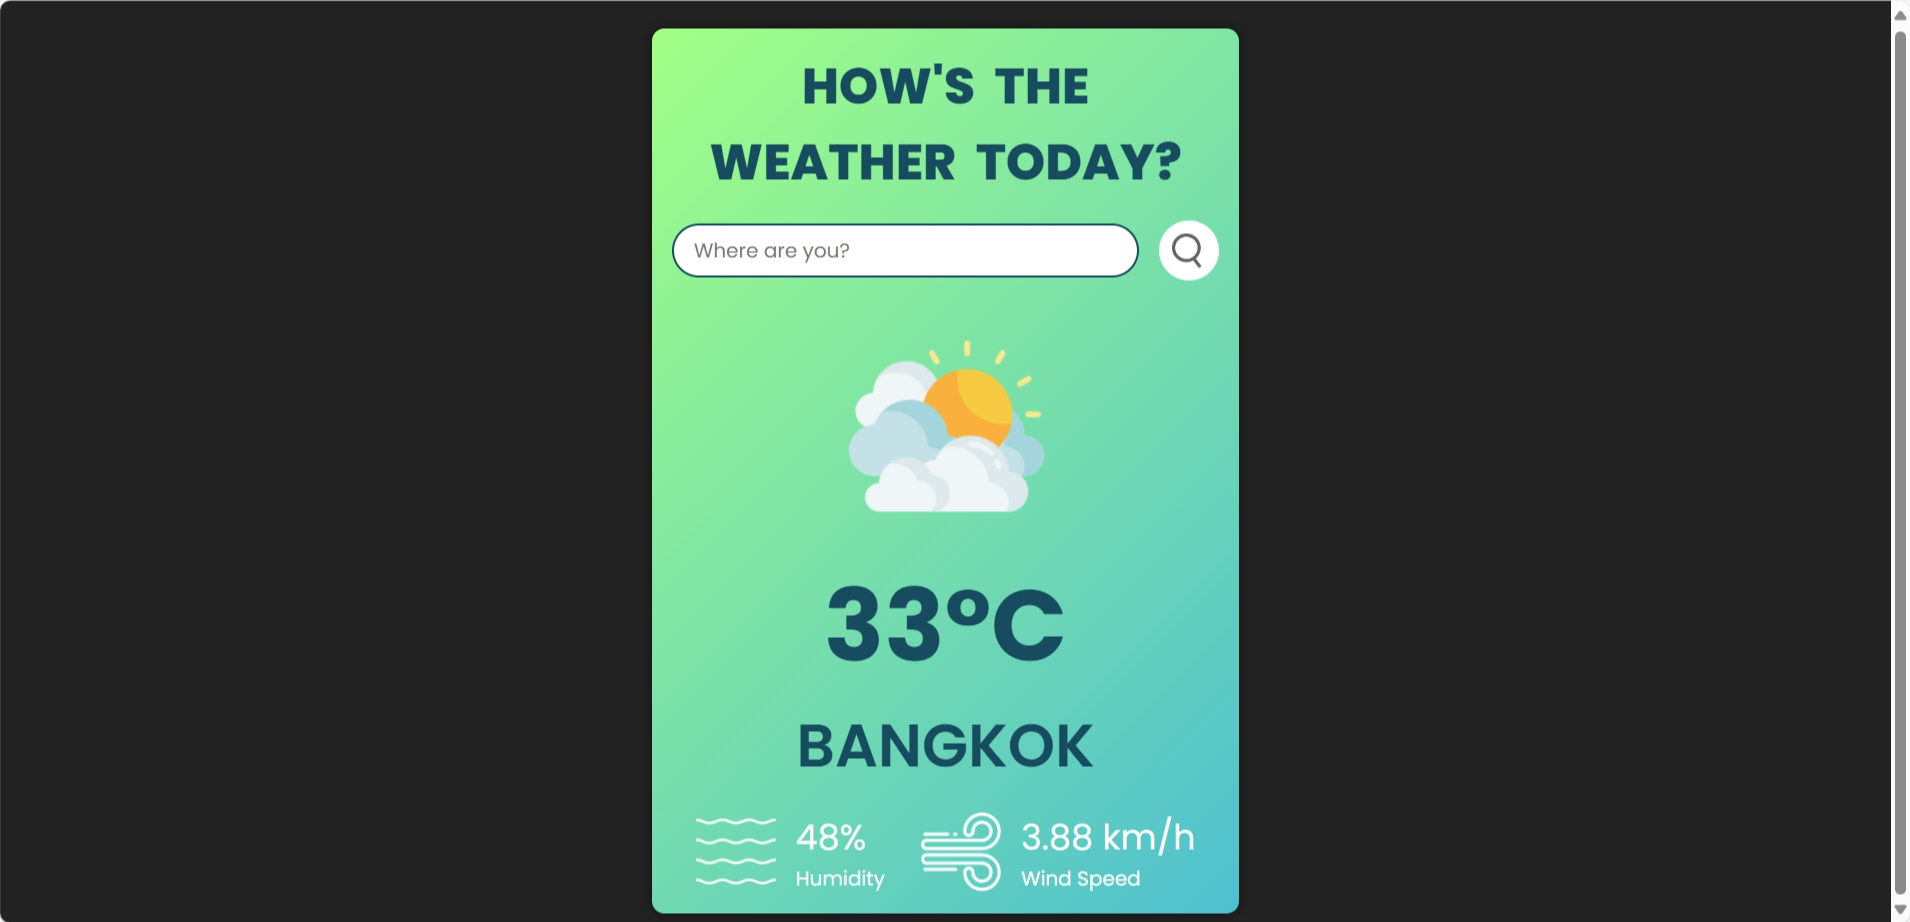 HOW'S THE
WEATHER TODAY?
Where are you?
33°C
BANGKOK
48%
Humidity
3.88 km/h
Wind Speed